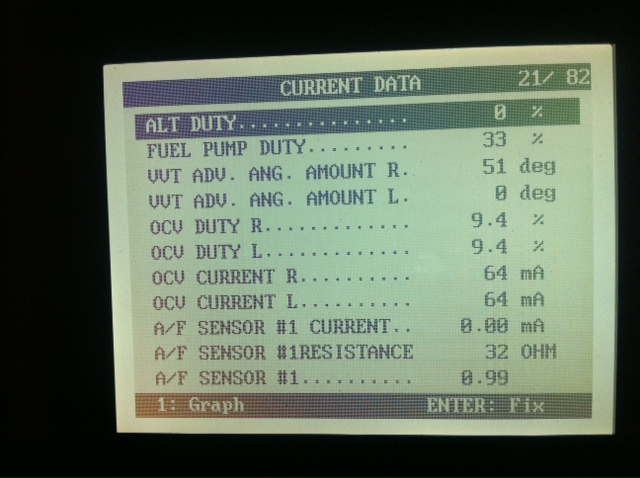 CURRENT DATA 21/ 82
ALT DUTY............... 0 %
FUEL PUMP DUTY......... 33 %
VVT ADV. ANG. AMOUNT R. 51 deg
VVT ADV. ANG. AMOUNT L. 0 deg
OCV DUTY R............. 9.4 %
OCV DUTY L............. 9.4 %
OCV CURRENT R.......... 64 mA
OCV CURRENT L.......... 64 mA
A/F SENSOR #1 CURRENT.. 0.00 mA
A/F SENSOR #1RESISTANCE 32 OHM
A/F SENSOR #1.......... 0.99
1: Graph ENTER: Fix